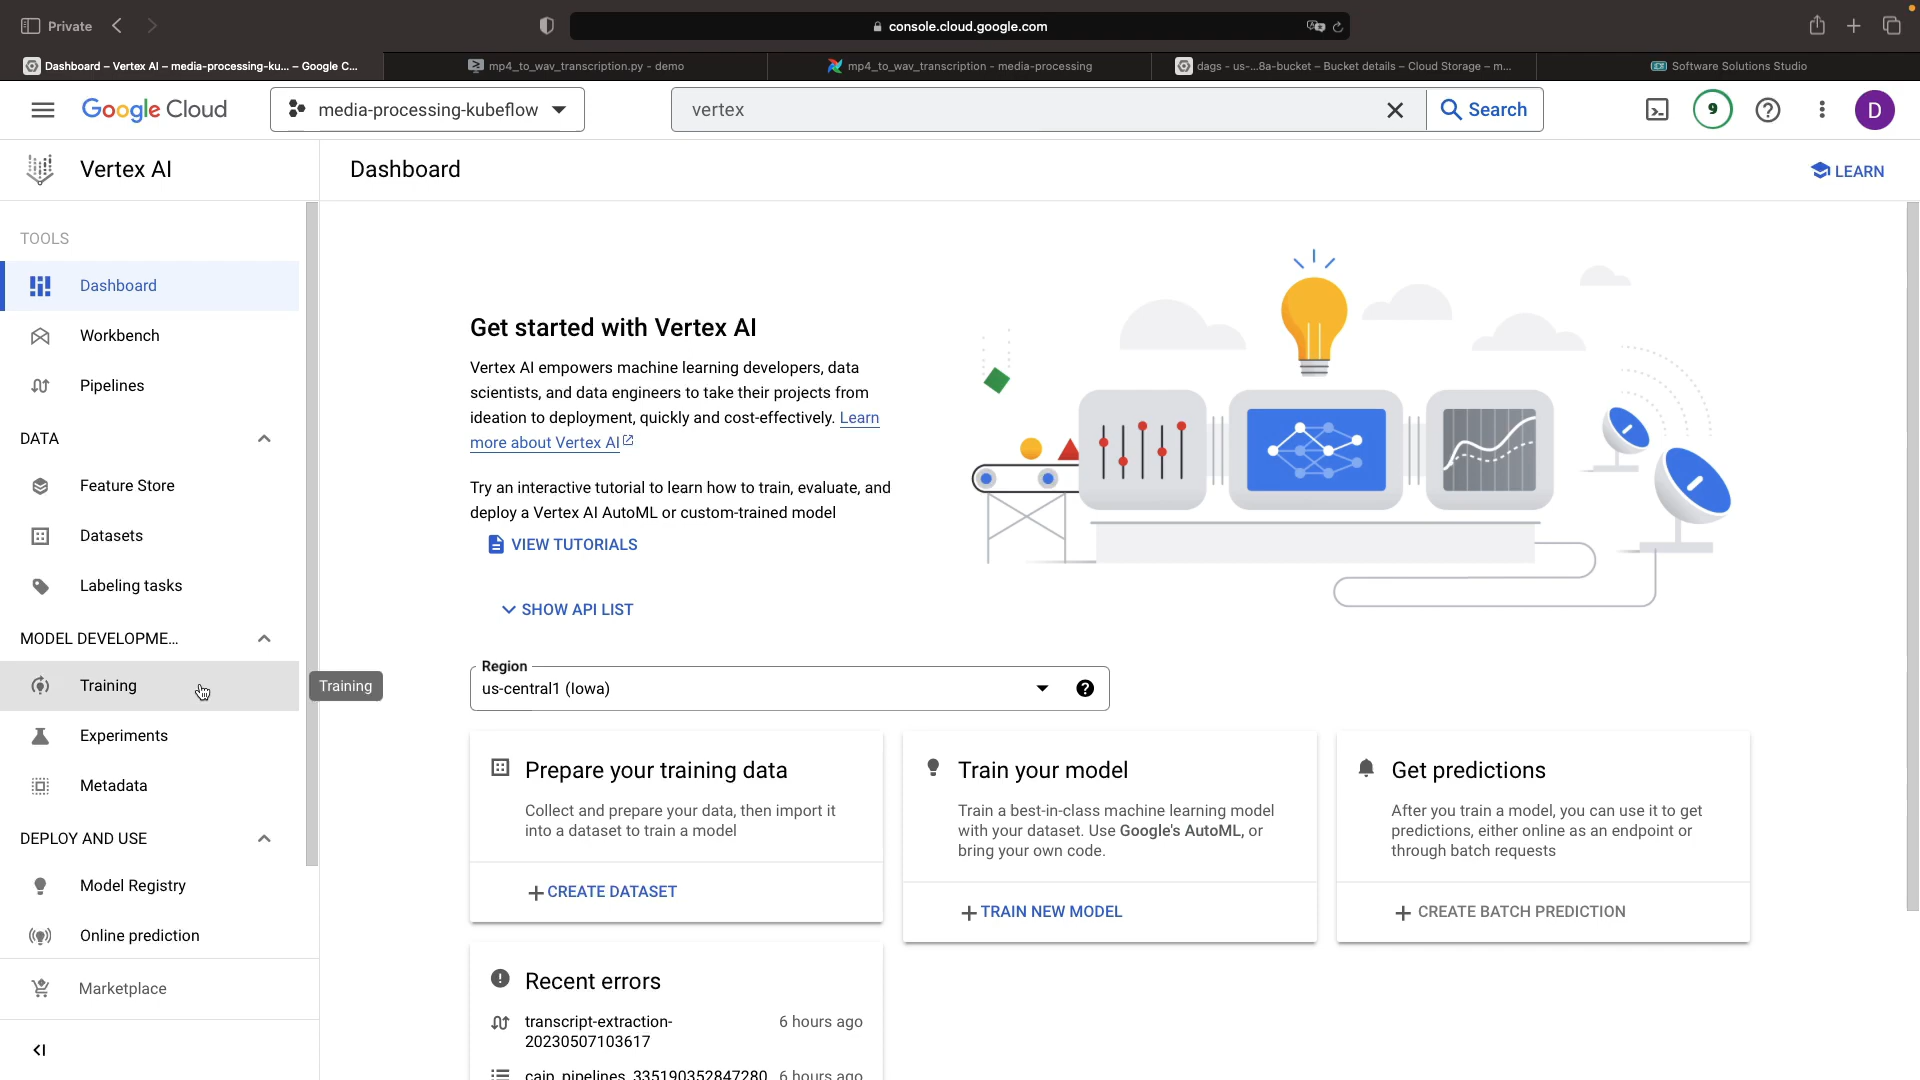 Private
console.cloud.google.com
Dashboard – Vertex AI – media-processing-ku... – Google C...
mp4_to_wav_transcription.py - demo
mp4_to_wav_transcription - media-processing
dags - us-...8a-bucket – Bucket details – Cloud Storage – m...
Software Solutions Studio
Google Cloud
media-processing-kubeflow
vertex
Search
9
D
Vertex AI
Dashboard
LEARN
TOOLS
Dashboard
Workbench
Pipelines
DATA
Feature Store
Datasets
Labeling tasks
MODEL DEVELOPME...
Training
Training
Experiments
Metadata
DEPLOY AND USE
Model Registry
Online prediction
Marketplace
Get started with Vertex AI
Vertex AI empowers machine learning developers, data
scientists, and data engineers to take their projects from
ideation to deployment, quickly and cost-effectively. Learn
more about Vertex AI
Try an interactive tutorial to learn how to train, evaluate, and
deploy a Vertex AI AutoML or custom-trained model
VIEW TUTORIALS
SHOW API LIST
Region
us-central1 (Iowa)
Prepare your training data
Collect and prepare your data, then import it
into a dataset to train a model
CREATE DATASET
Train your model
Train a best-in-class machine learning model
with your dataset. Use Google's AutoML, or
bring your own code.
TRAIN NEW MODEL
Get predictions
After you train a model, you can use it to get
predictions, either online as an endpoint or
through batch requests
CREATE BATCH PREDICTION
Recent errors
transcript-extraction-
20230507103617
6 hours ago
caip_pipelines_335190352847280 6 hours ago